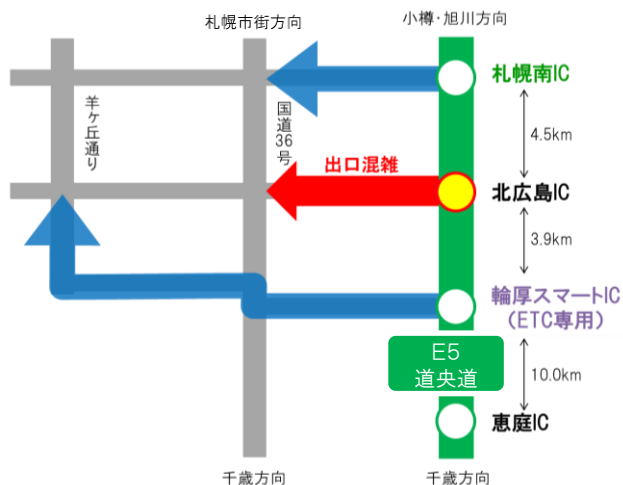 札幌市街方向
小樽･旭川方向
札幌南IC
羊ヶ丘通り
国道36号
4.5km
出口混雑
北広島IC
3.9km
輪厚スマートIC
（ETC専用）
E5
道央道
10.0km
恵庭IC
千歳方向
千歳方向